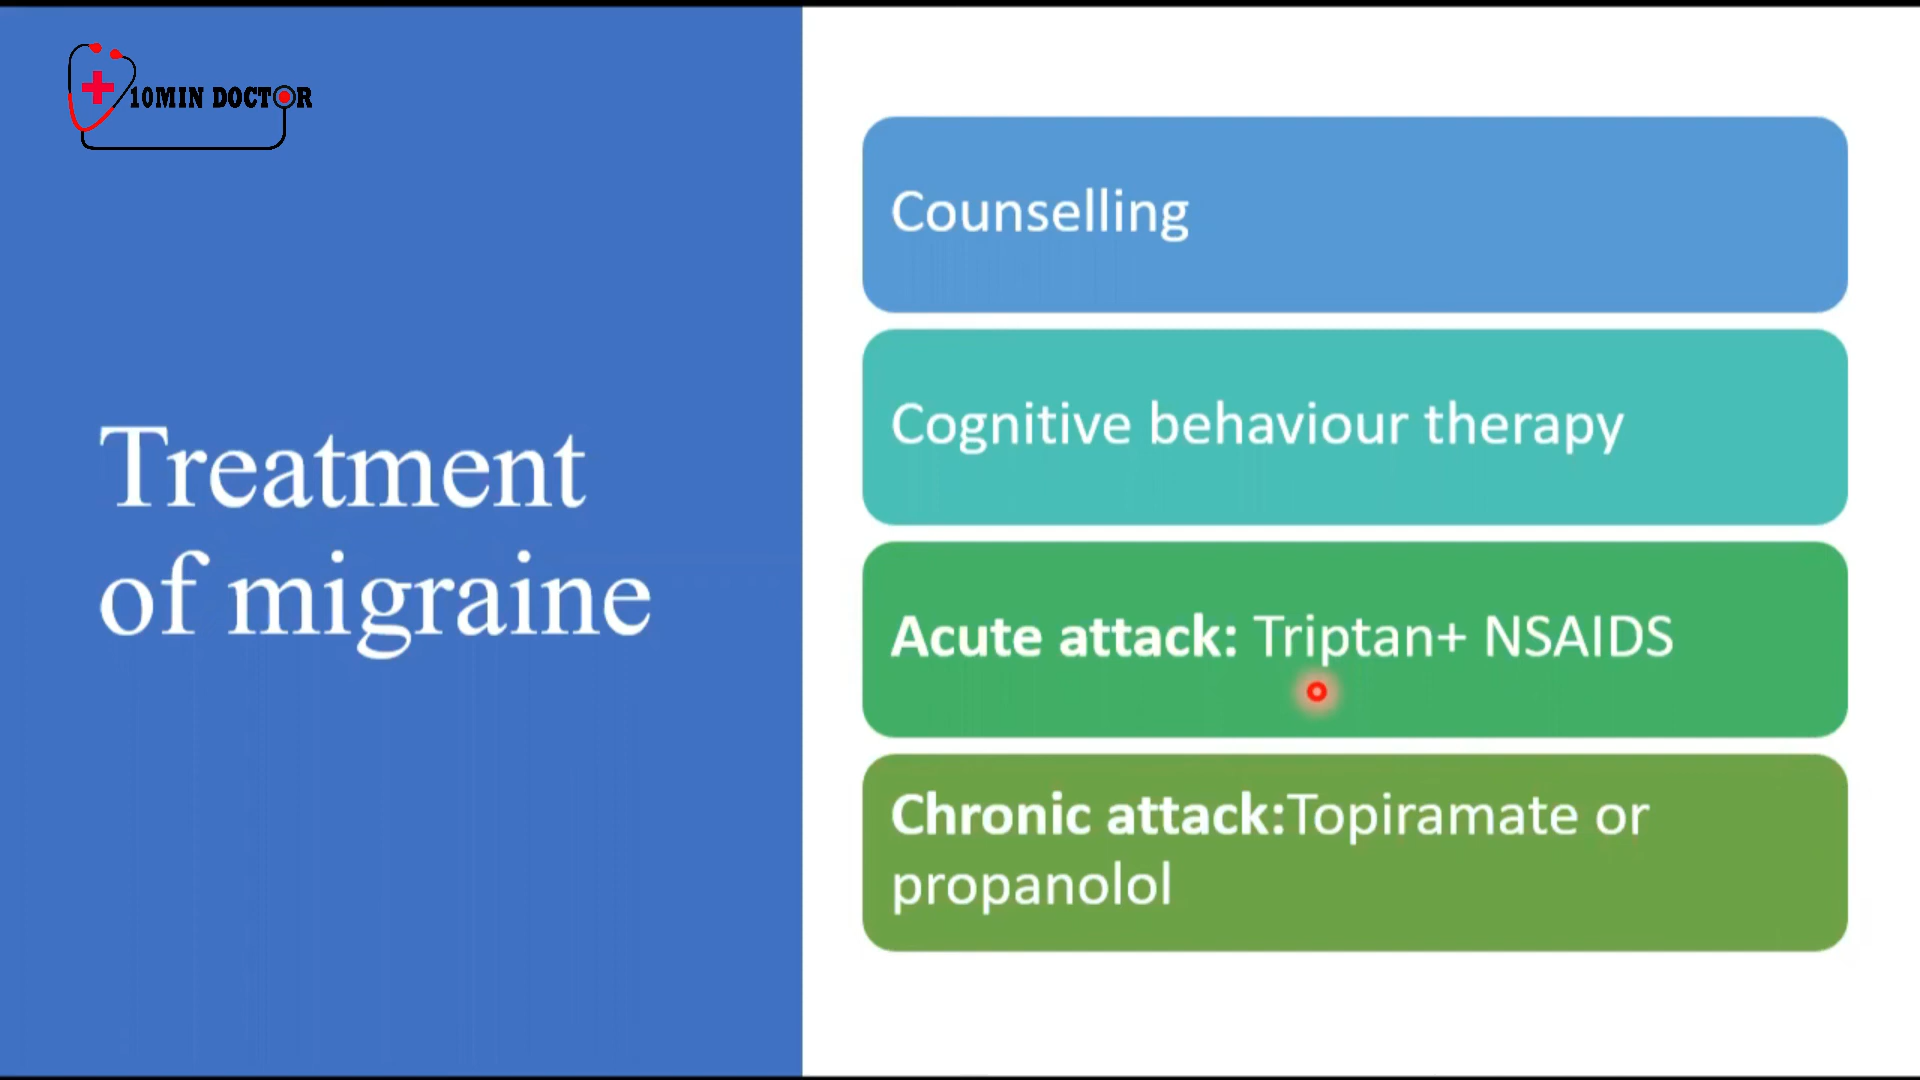 10MIN DOCTOR
Treatment
of migraine
Counselling
Cognitive behaviour therapy
Acute attack: Triptan+ NSAIDS
Chronic attack:Topiramate or
propanolol